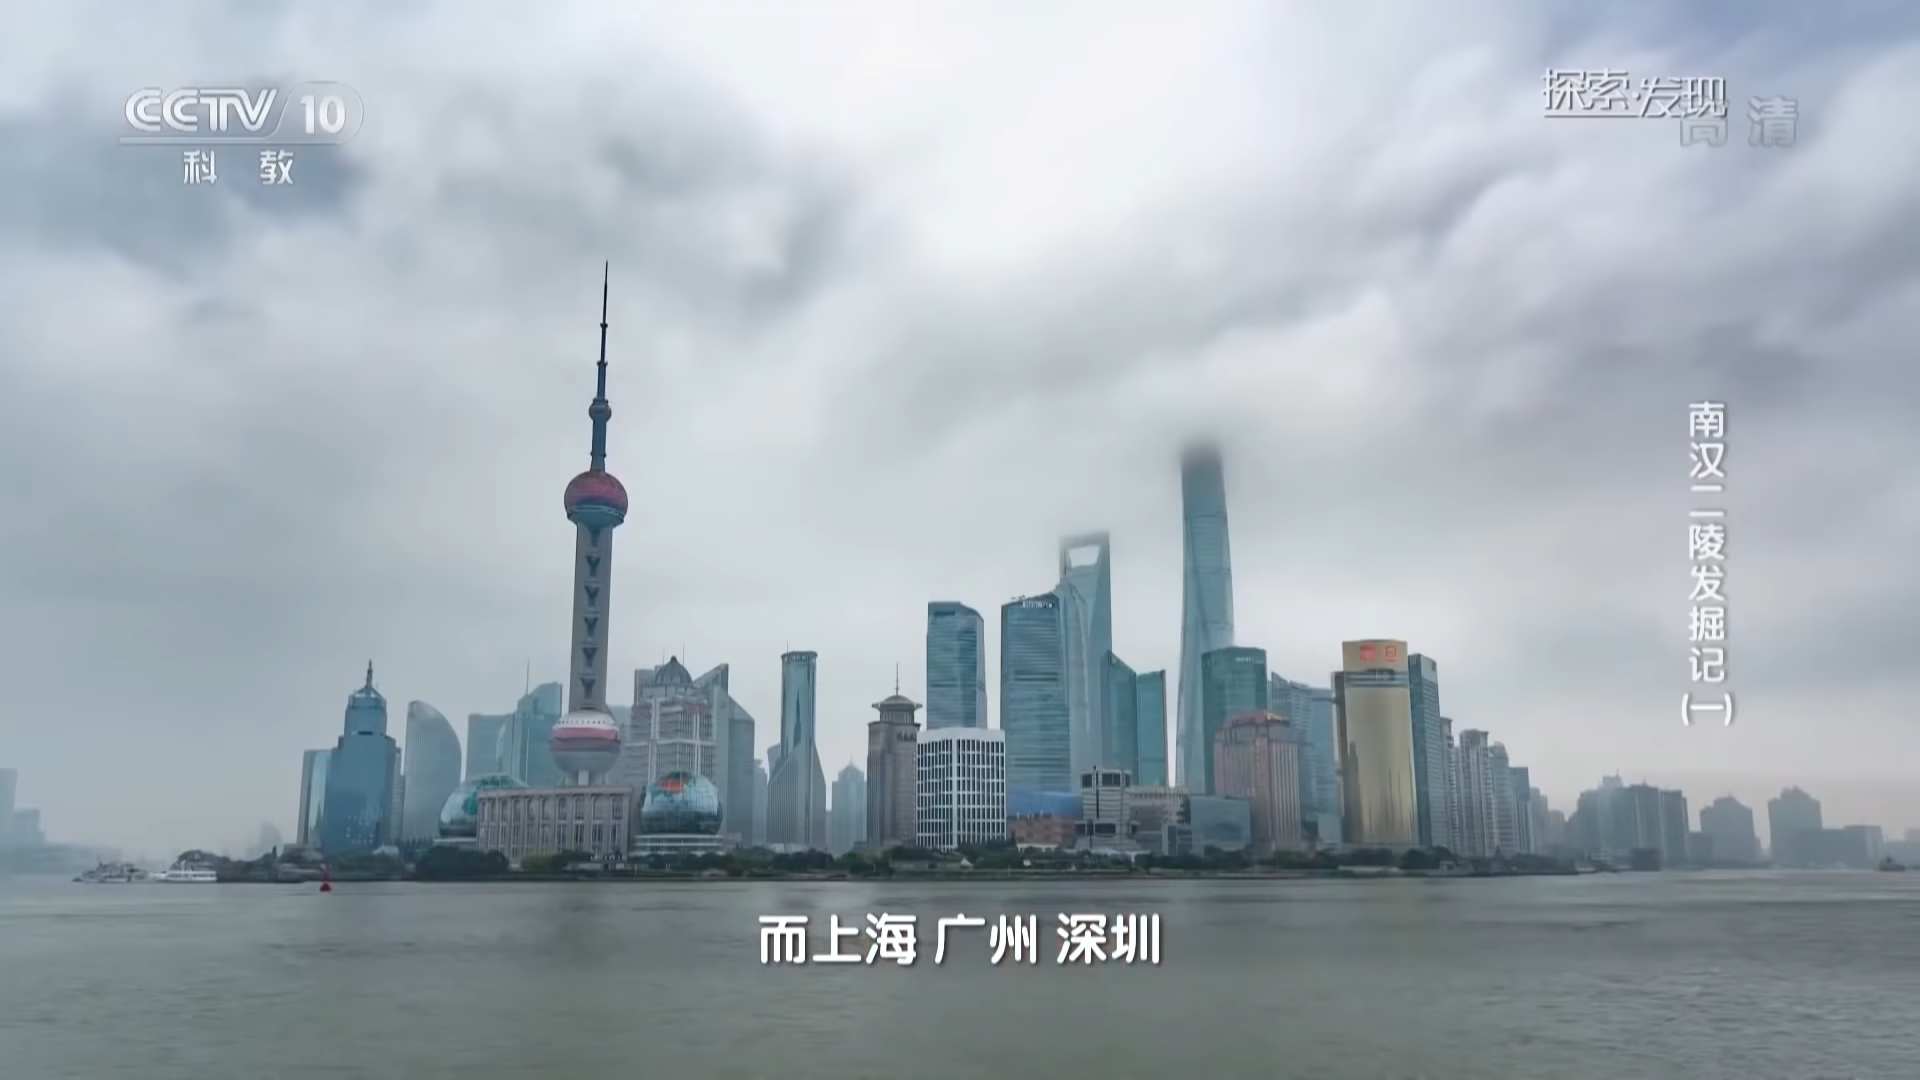 CCTV 10
科 教
探索·发现
高清
南汉二陵发掘记(一)
而上海 广州 深圳